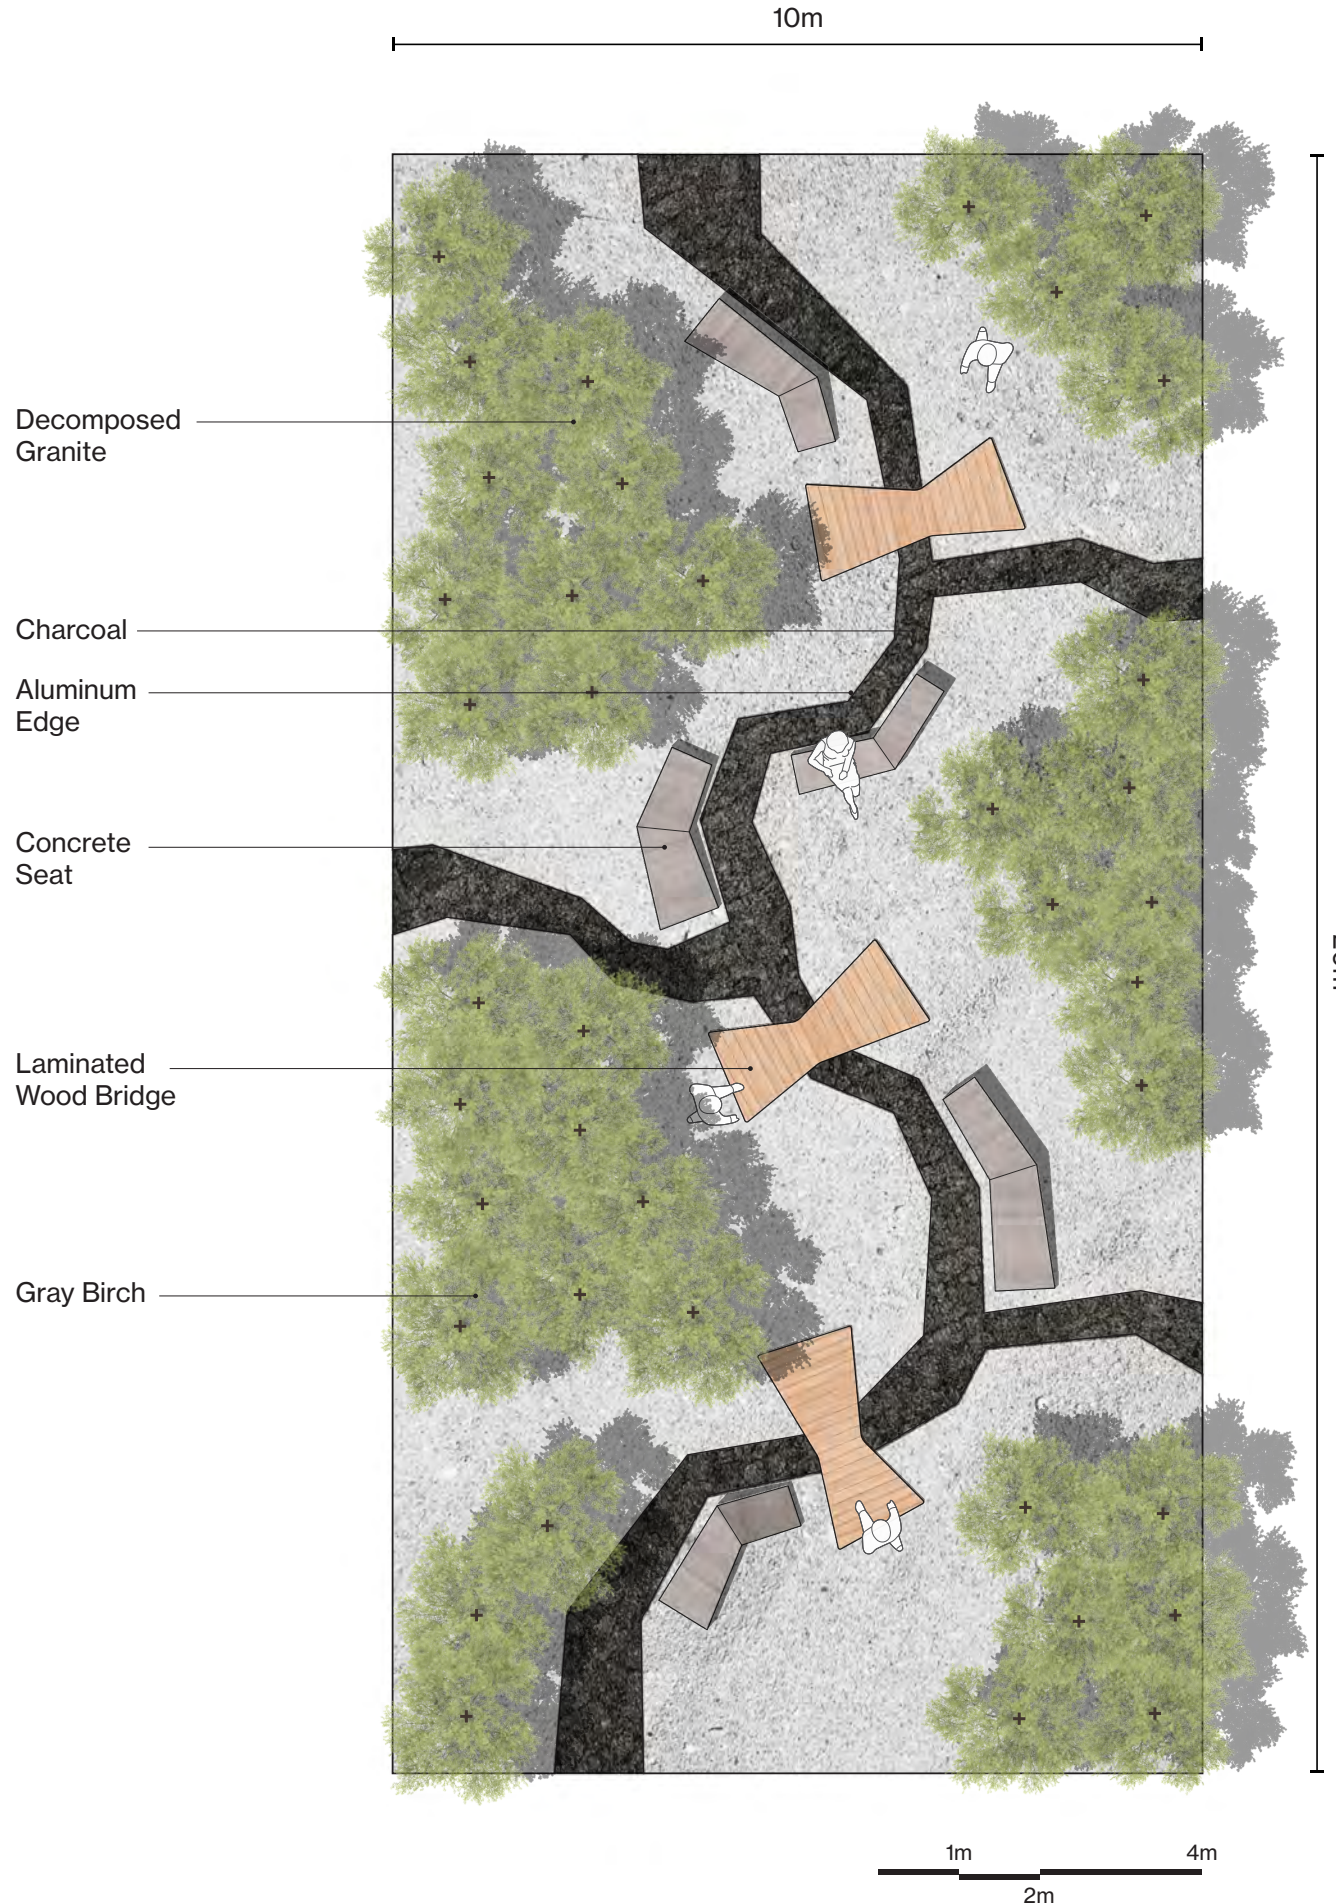 10m
Decomposed
Granite
Charcoal
Aluminum
Edge
Concrete
Seat
Laminated
Wood Bridge
Gray Birch
1m
4m
2m